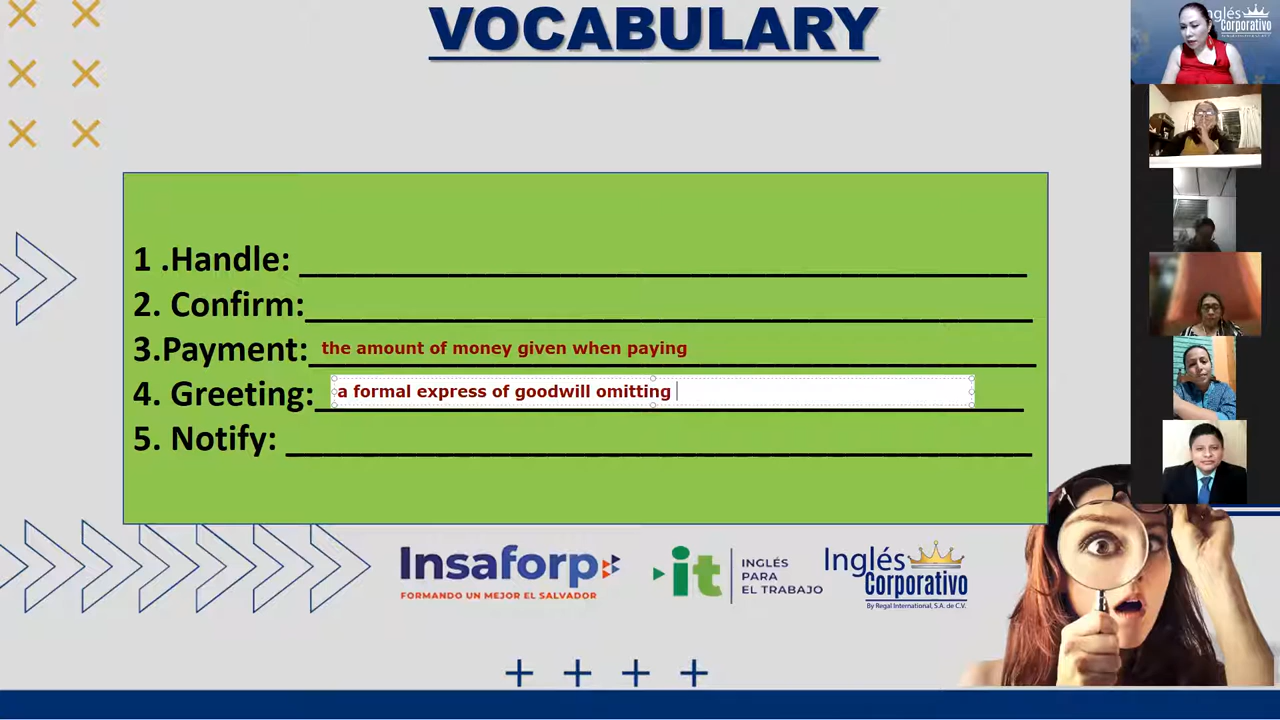 VOCABULARY
1 .Handle:
2. Confirm:
3.Payment: the amount of money given when paying
4. Greeting: a formal express of goodwill omitting
5. Notify:
Insaforp
FORMANDO UN MEJOR EL SALVADOR
it
INGLÉS
PARA
EL TRABAJO
Inglés
Corporativo
By Regal International, S.A. de C.V.
Inglés
Corporativo